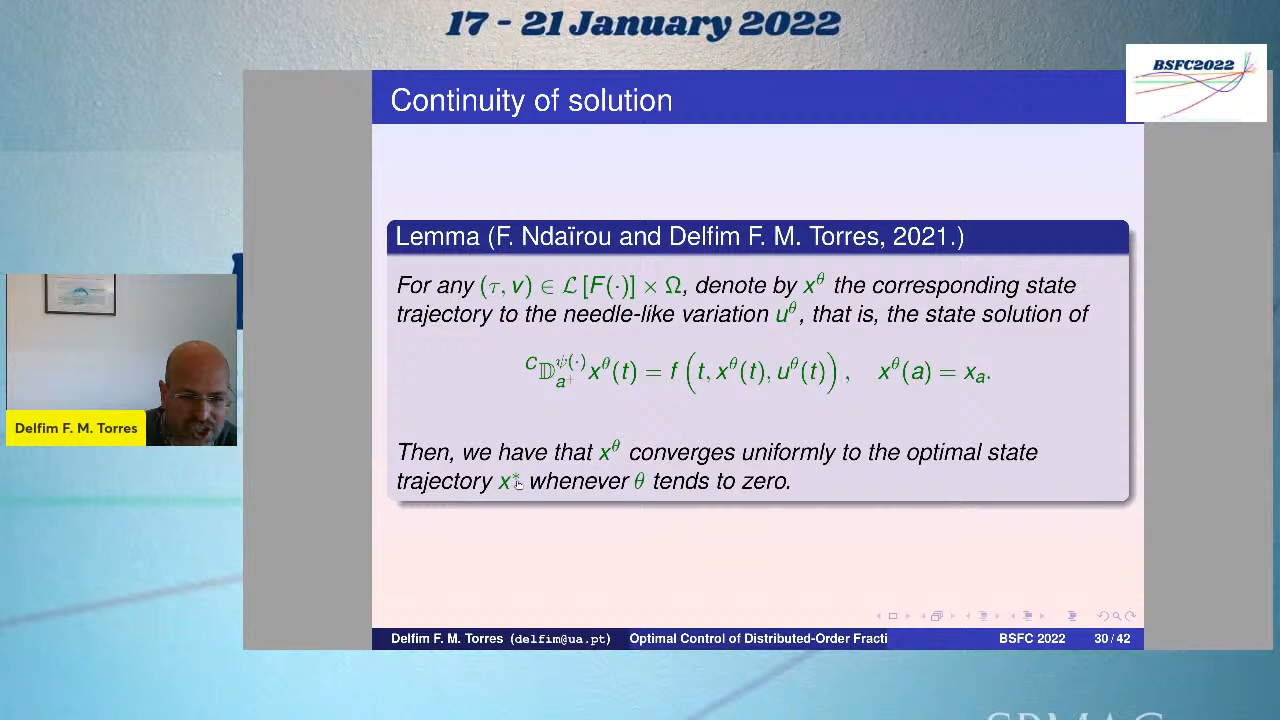 17 - 21 January 2022
BSFC2022
Continuity of solution
Lemma (F. Ndaïrou and Delfim F. M. Torres, 2021.)
For any (τ, v) ∈ ℒ [F(·)] × Ω, denote by x^θ the corresponding state
trajectory to the needle-like variation u^θ, that is, the state solution of
^C𝔻_{a^+}^{ψ(·)} x^θ(t) = f (t, x^θ(t), u^θ(t)) ,   x^θ(a) = x_a.
Then, we have that x^θ converges uniformly to the optimal state
trajectory x^* whenever θ tends to zero.
Delfim F. M. Torres
Delfim F. M. Torres (delfim@ua.pt) Optimal Control of Distributed-Order Fracti BSFC 2022 30 / 42